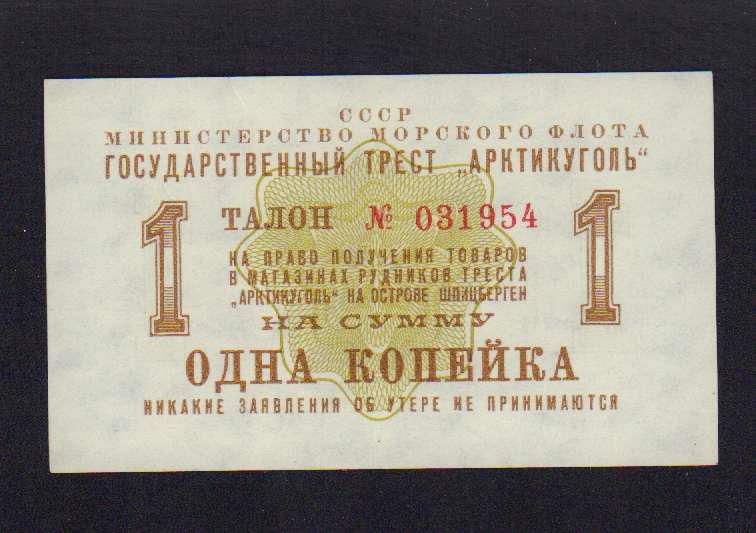 СССР
МИНИСТЕРСТВО МОРСКОГО ФЛОТА
ГОСУДАРСТВЕННЫЙ ТРЕСТ „АРКТИКУГОЛЬ“
1 ТАЛОН № 031954 1
НА ПРАВО ПОЛУЧЕНИЯ ТОВАРОВ
В МАГАЗИНАХ РУДНИКОВ ТРЕСТА
„АРКТИКУГОЛЬ“ НА ОСТРОВЕ ШПИЦБЕРГЕН
НА СУММУ
ОДНА КОПЕЙКА
НИКАКИЕ ЗАЯВЛЕНИЯ ОБ УТЕРЕ НЕ ПРИНИМАЮТСЯ